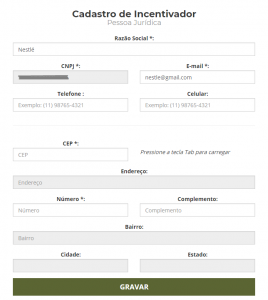 Cadastro de Incentivador
Pessoa Jurídica
Razão Social *:
Nestlé
CNPJ *:
E-mail *:
nestle@gmail.com
Telefone :
Celular:
Exemplo: (11) 98765-4321
Exemplo: (11) 98765-4321
CEP *:
CEP
Pressione a tecla Tab para carregar
Endereço:
Endereço
Número *:
Complemento:
Número
Complemento
Bairro:
Bairro
Cidade:
Estado:
GRAVAR